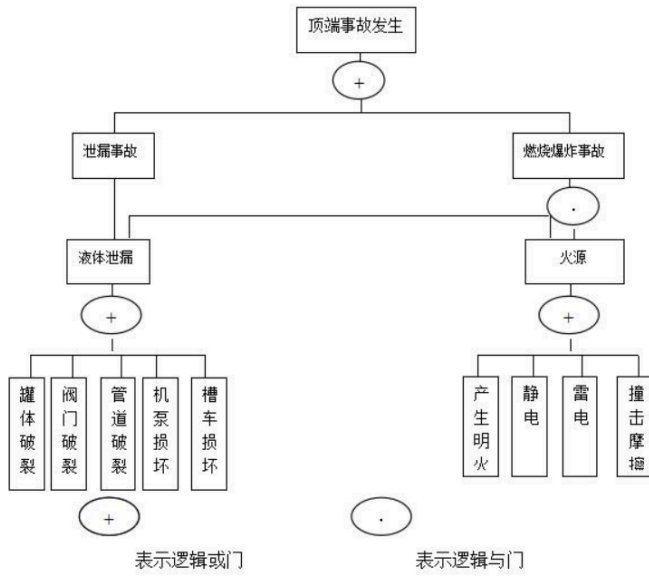 顶端事故发生
+
泄漏事故
燃烧爆炸事故
·
液体泄漏
火源
+
+
罐体破裂
阀门破裂
管道破裂
机泵损坏
槽车损坏
产生明火
静电
雷电
撞击摩擦
+
·
表示逻辑或门
表示逻辑与门